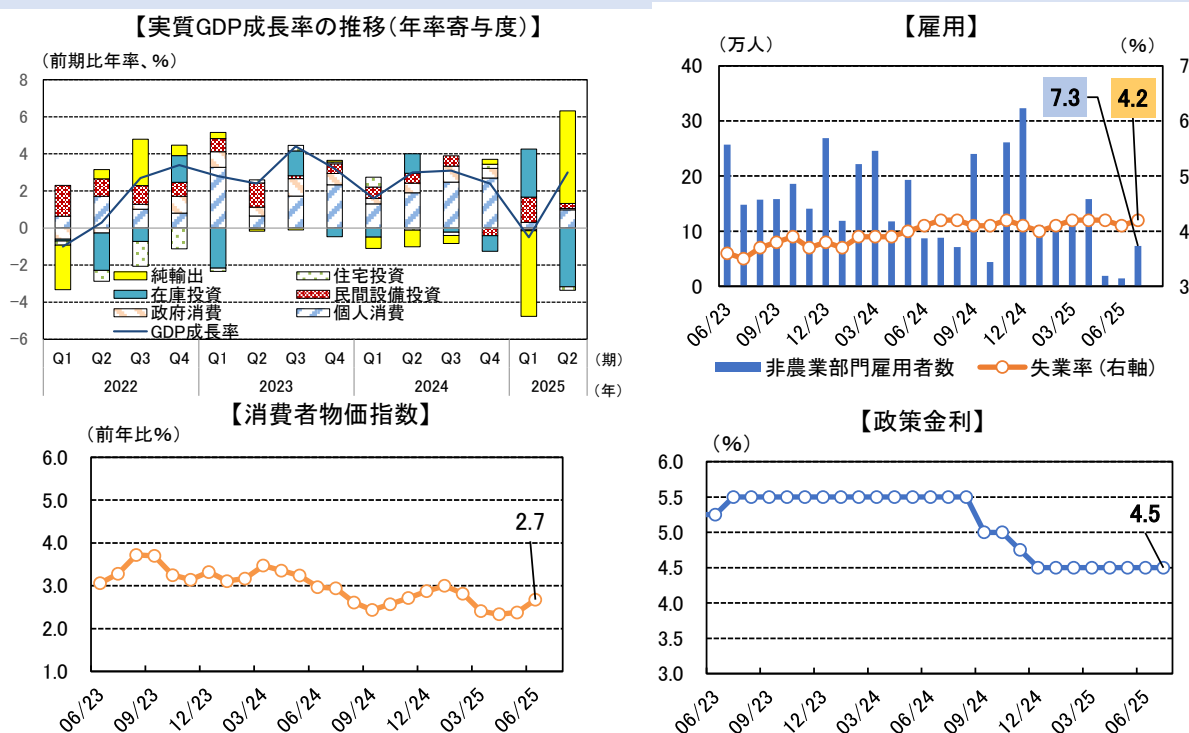 【実質GDP成長率の推移(年率寄与度)】
(前期比年率、%)
8
6
4
2
0
−2
−4
−6
純輸出
住宅投資
在庫投資
民間設備投資
政府消費
個人消費
GDP成長率
Q1 Q2 Q3 Q4 Q1 Q2 Q3 Q4 Q1 Q2 Q3 Q4 Q1 Q2 (期)
2022 2023 2024 2025 (年)
【雇用】
(万人) (%)
40 7
30 6
20 5
10 4
0 3
7.3 4.2
06/23 09/23 12/23 03/24 06/24 09/24 12/24 03/25 06/25
非農業部門雇用者数 失業率(右軸)
【消費者物価指数】
(前年比%)
6.0
5.0
4.0
3.0
2.0
1.0
2.7
06/23 09/23 12/23 03/24 06/24 09/24 12/24 03/25 06/25
【政策金利】
(%)
6.0
5.5
5.0
4.5
4.0
3.5
3.0
4.5
06/23 09/23 12/23 03/24 06/24 09/24 12/24 03/25 06/25